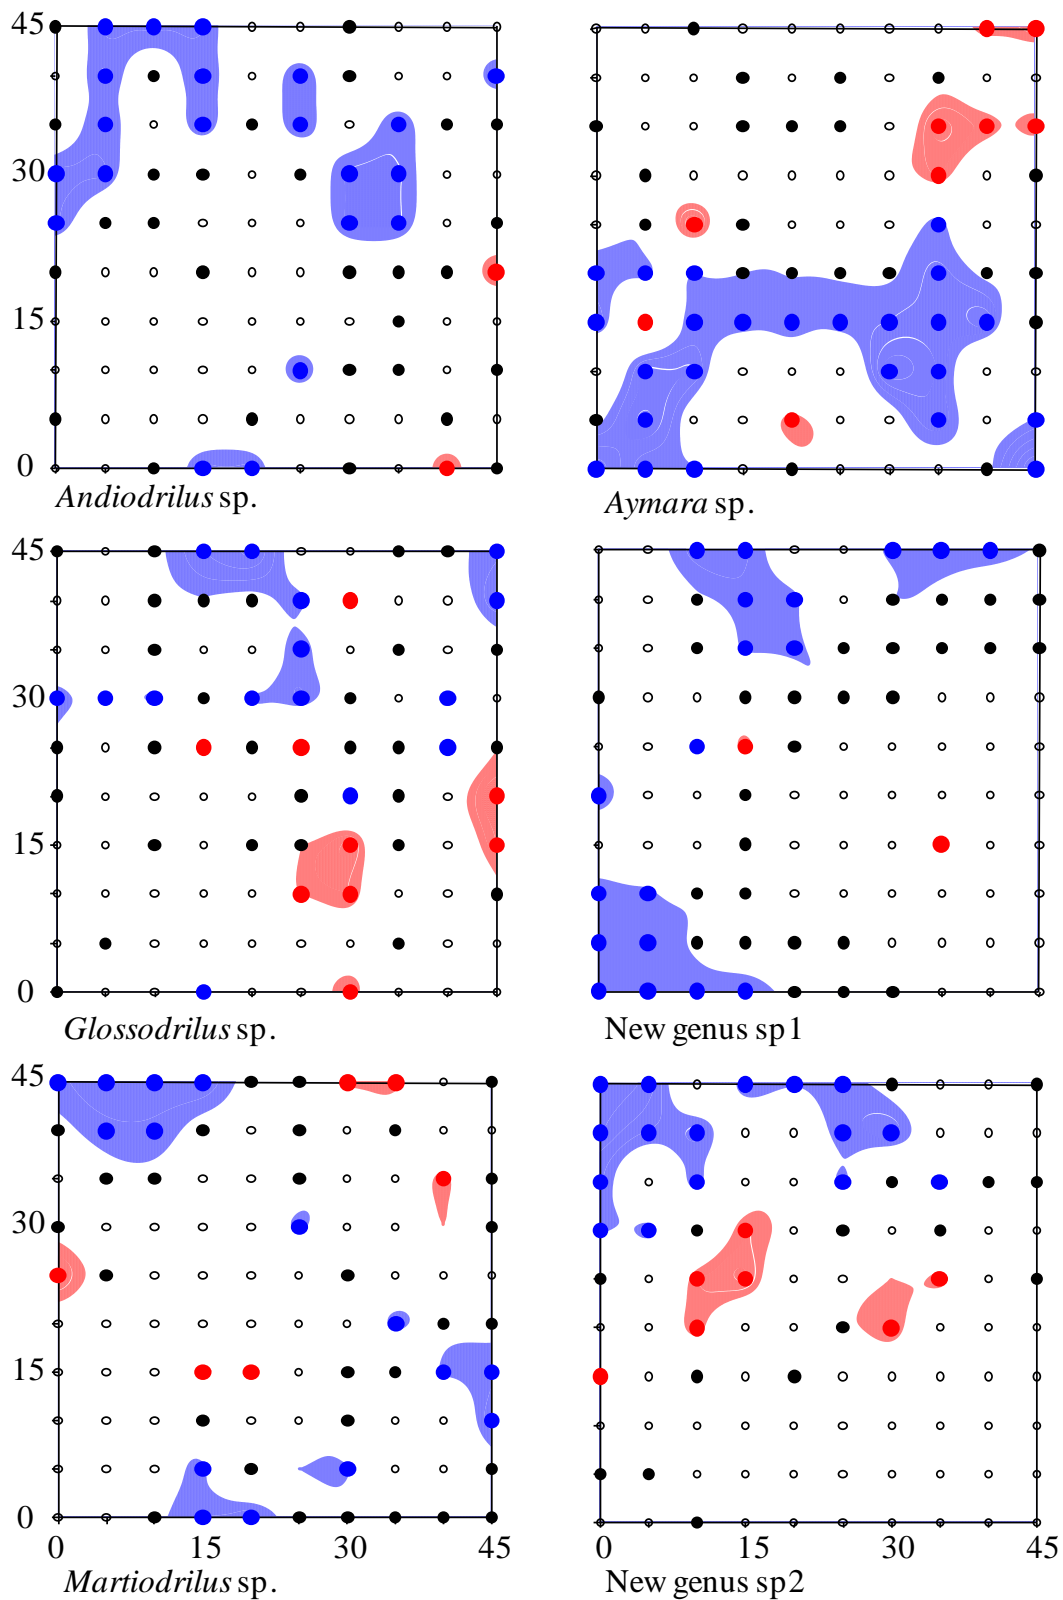 45
30
15
0
Andiodrilus sp.
Aymara sp.
45
30
15
0
Glossodrilus sp.
New genus sp1
45
30
15
0
0 15 30 45
Martiodrilus sp.
0 15 30 45
New genus sp2